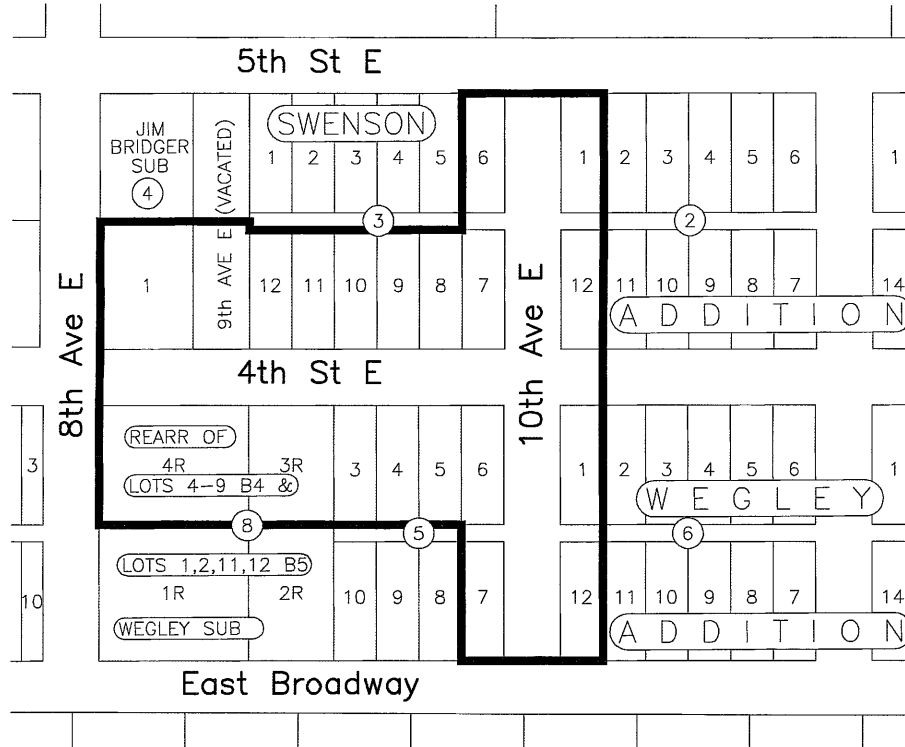 5th St E
JIM
BRIDGER
SUB
4
9th AVE E (VACATED)
SWENSON
1 2 3 4 5 6 1 2 3 4 5 6 1
3 2
8th Ave E
10th Ave E
1 12 11 10 9 8 7 12 11 10 9 8 7 14
ADDITION
4th St E
REARR OF
3 4R 3R 3 4 5 6 1 2 3 4 5 6 1
LOTS 4-9 B4 &
WEGLEY
8 5 6
LOTS 1,2,11,12 B5
10 1R 2R 10 9 8 7 12 11 10 9 8 7 14
WEGLEY SUB
ADDITION
East Broadway